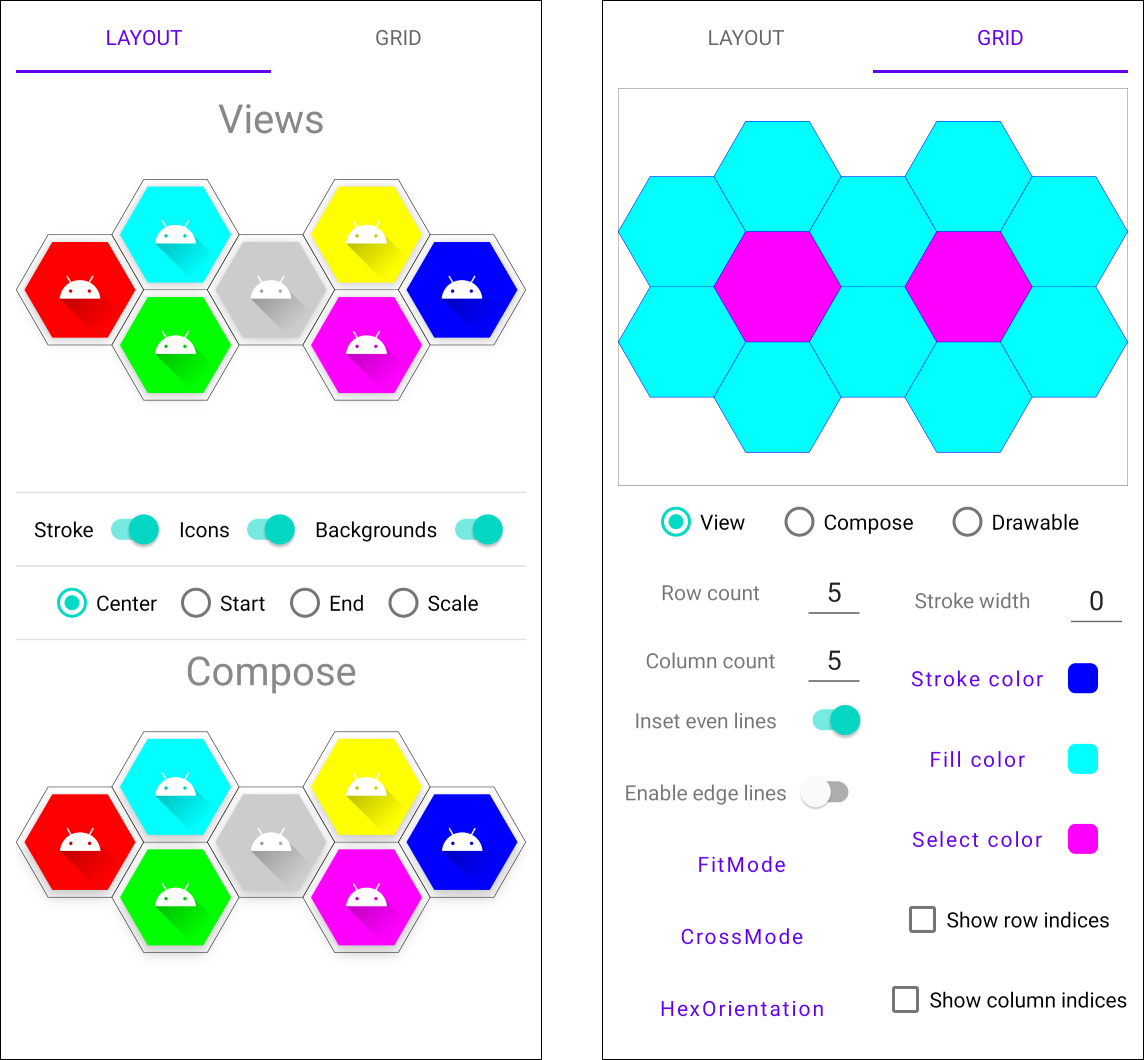 LAYOUT GRID
Views
Stroke Icons Backgrounds
Center Start End Scale
Compose
LAYOUT GRID
View Compose Drawable
Row count 5
Stroke width 0
Column count 5
Stroke color
Inset even lines
Fill color
Enable edge lines
Select color
FitMode
Show row indices
CrossMode
Show column indices
HexOrientation